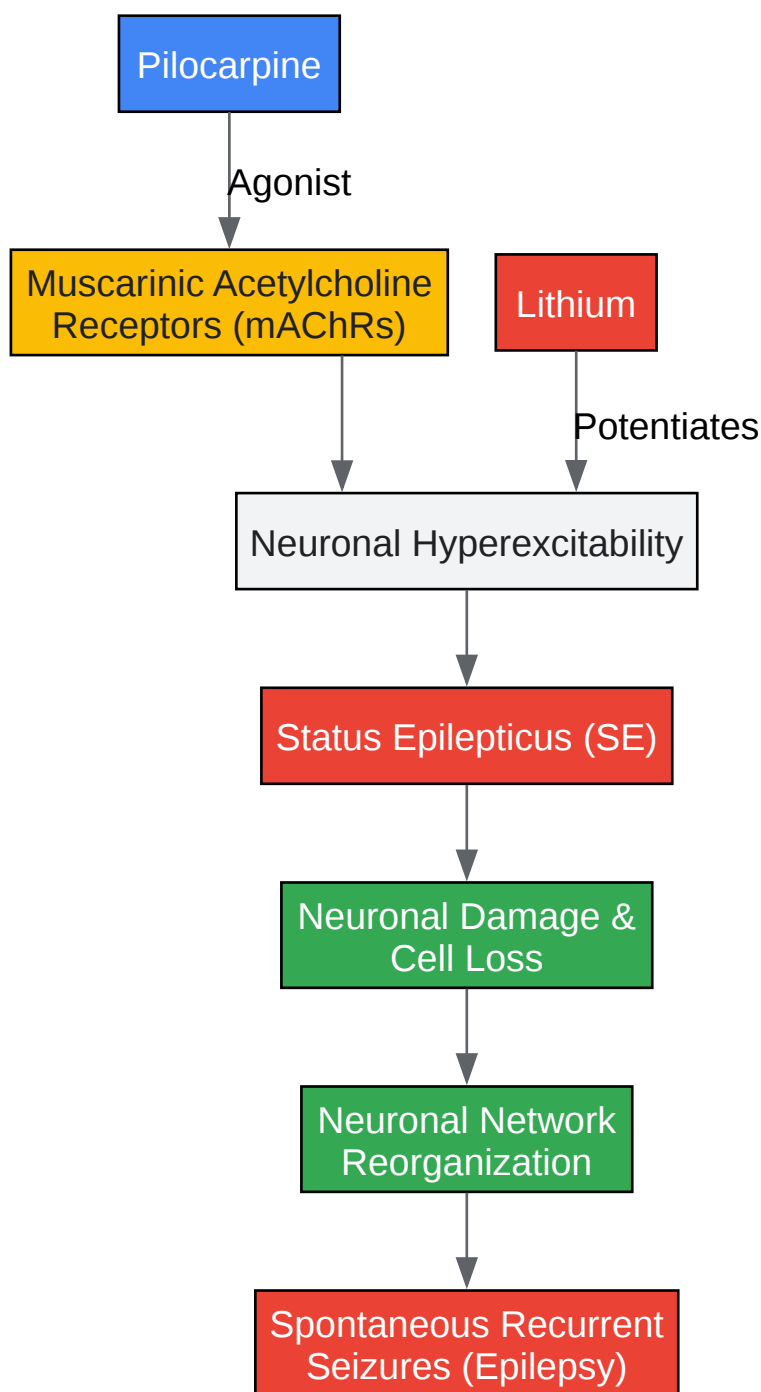 Pilocarpine
Agonist
Muscarinic Acetylcholine
Receptors (mAChRs)
Lithium
Potentiates
Neuronal Hyperexcitability
Status Epilepticus (SE)
Neuronal Damage &
Cell Loss
Neuronal Network
Reorganization
Spontaneous Recurrent
Seizures (Epilepsy)